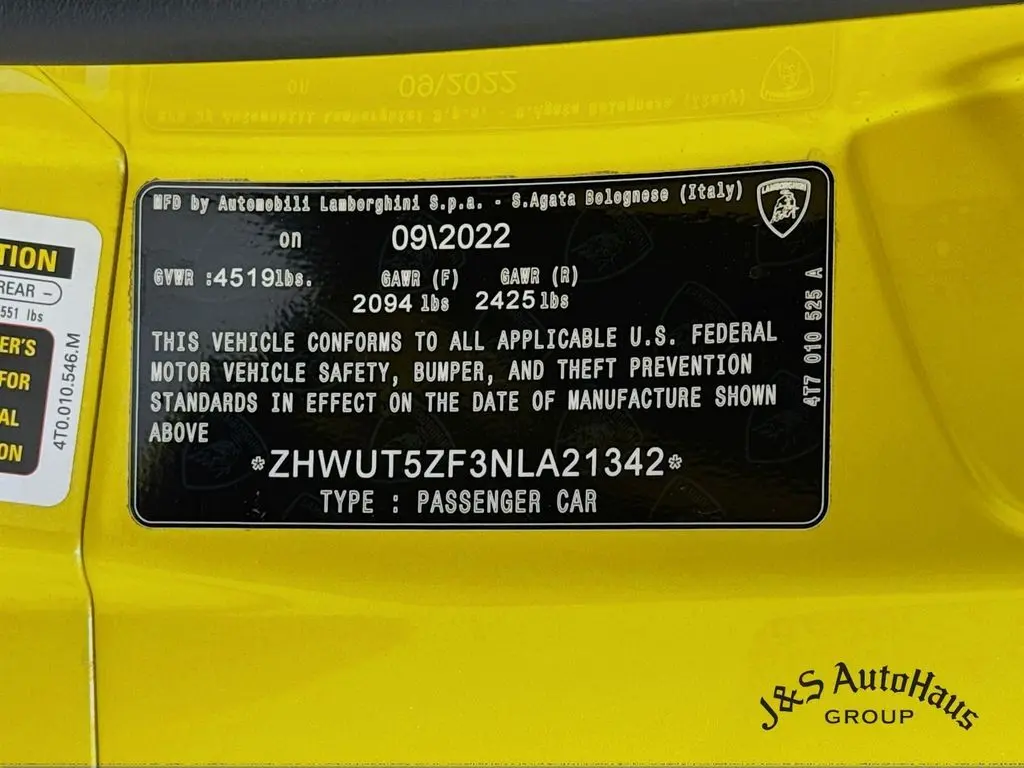 MFD by Automobili Lamborghini S.p.a. - S.Agata Bolognese (Italy)
LAMBORGHINI
on 09\2022
GVWR :4519lbs. GAWR (F) GAWR (R)
2094 lbs 2425 lbs
THIS VEHICLE CONFORMS TO ALL APPLICABLE U.S. FEDERAL
MOTOR VEHICLE SAFETY, BUMPER, AND THEFT PREVENTION
STANDARDS IN EFFECT ON THE DATE OF MANUFACTURE SHOWN
ABOVE
*ZHWUT5ZF3NLA21342*
TYPE : PASSENGER CAR
4T7 010 525 A
TION
REAR -
551 lbs
ER'S
FOR
AL
ON
4T0.010.546.M
J&S AutoHaus
GROUP